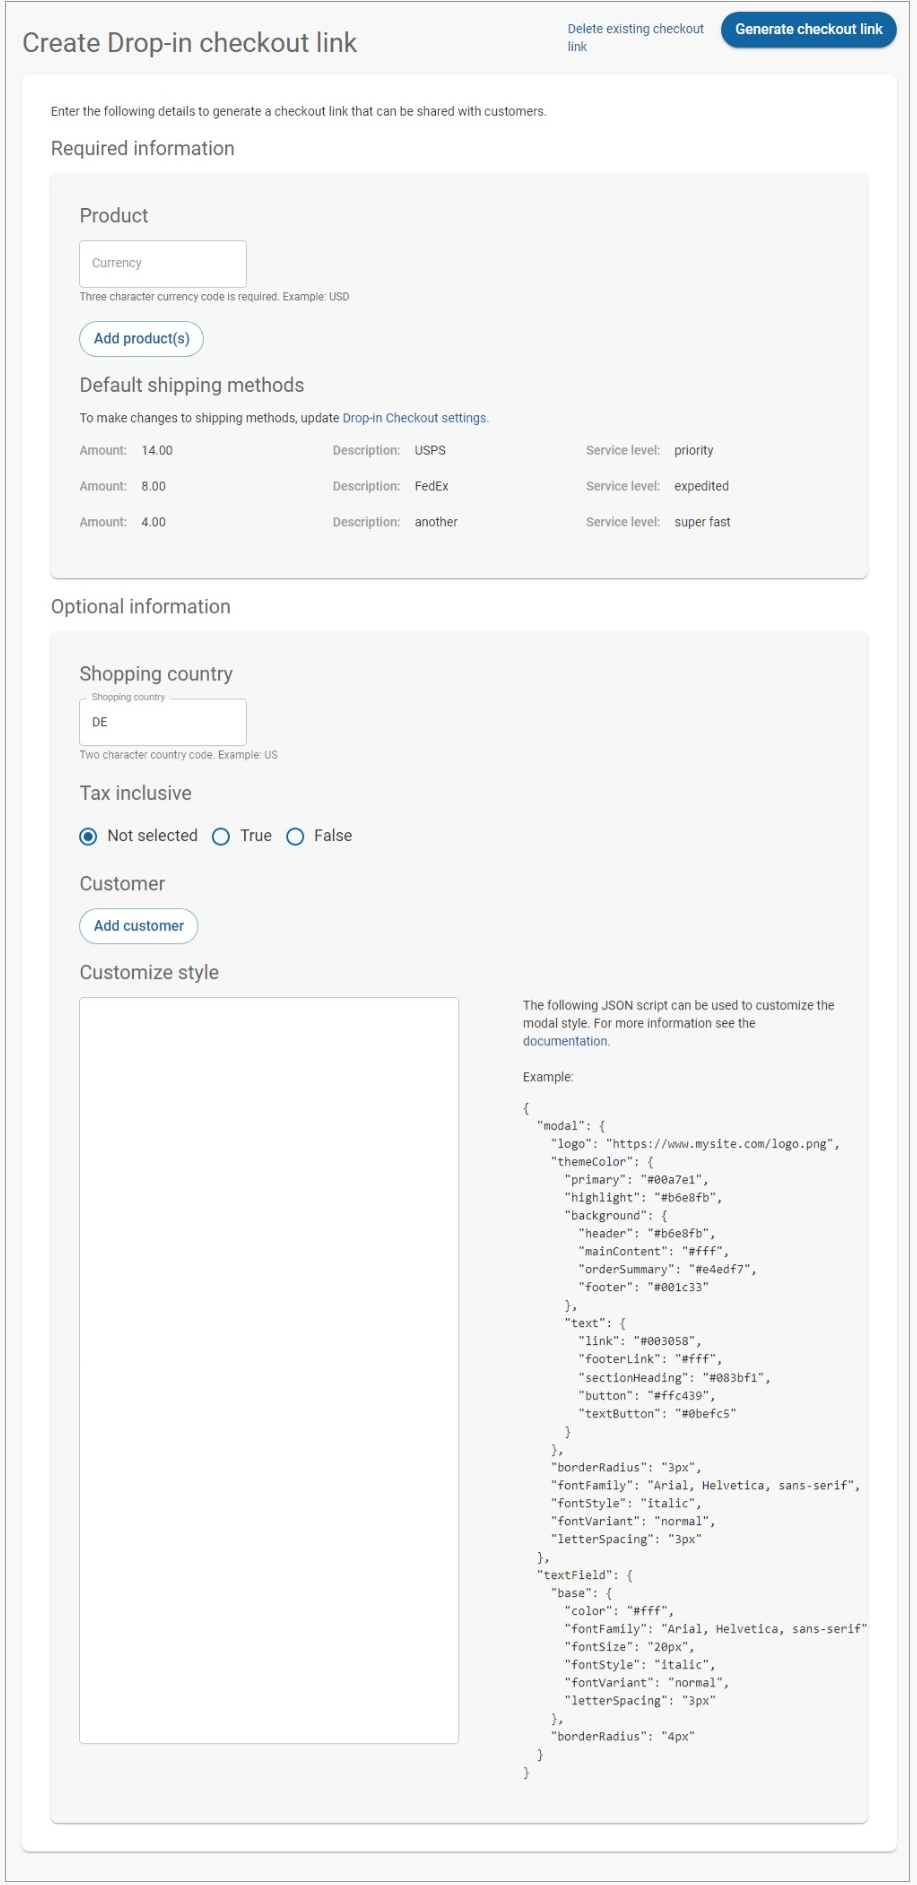 Create Drop-in checkout link
Delete existing checkout
link
Generate checkout link
Enter the following details to generate a checkout link that can be shared with customers.
Required information
Product
Currency
Three character currency code is required. Example: USD
Add product(s)
Default shipping methods
To make changes to shipping methods, update Drop-in Checkout settings.
Amount: 14.00 Description: USPS Service level: priority
Amount: 8.00 Description: FedEx Service level: expedited
Amount: 4.00 Description: another Service level: super fast
Optional information
Shopping country
Shopping country
DE
Two character country code. Example: US
Tax inclusive
Not selected True False
Customer
Add customer
Customize style
The following JSON script can be used to customize the
modal style. For more information see the
documentation.
Example:
{
"modal": {
"logo": "https://www.mysite.com/logo.png",
"themeColor": {
"primary": "#00a7e1",
"highlight": "#b6e8fb",
"background": {
"header": "#b6e8fb",
"mainContent": "#fff",
"orderSummary": "#e4edf7",
"footer": "#001c33"
},
"text": {
"link": "#003058",
"footerLink": "#fff",
"sectionHeading": "#083bf1",
"button": "#ffc439",
"textButton": "#0befc5"
}
},
"borderRadius": "3px",
"fontFamily": "Arial, Helvetica, sans-serif",
"fontStyle": "italic",
"fontVariant": "normal",
"letterSpacing": "3px"
},
"textField": {
"base": {
"color": "#fff",
"fontFamily": "Arial, Helvetica, sans-serif"
"fontSize": "20px",
"fontStyle": "italic",
"fontVariant": "normal",
"letterSpacing": "3px"
},
"borderRadius": "4px"
}
}